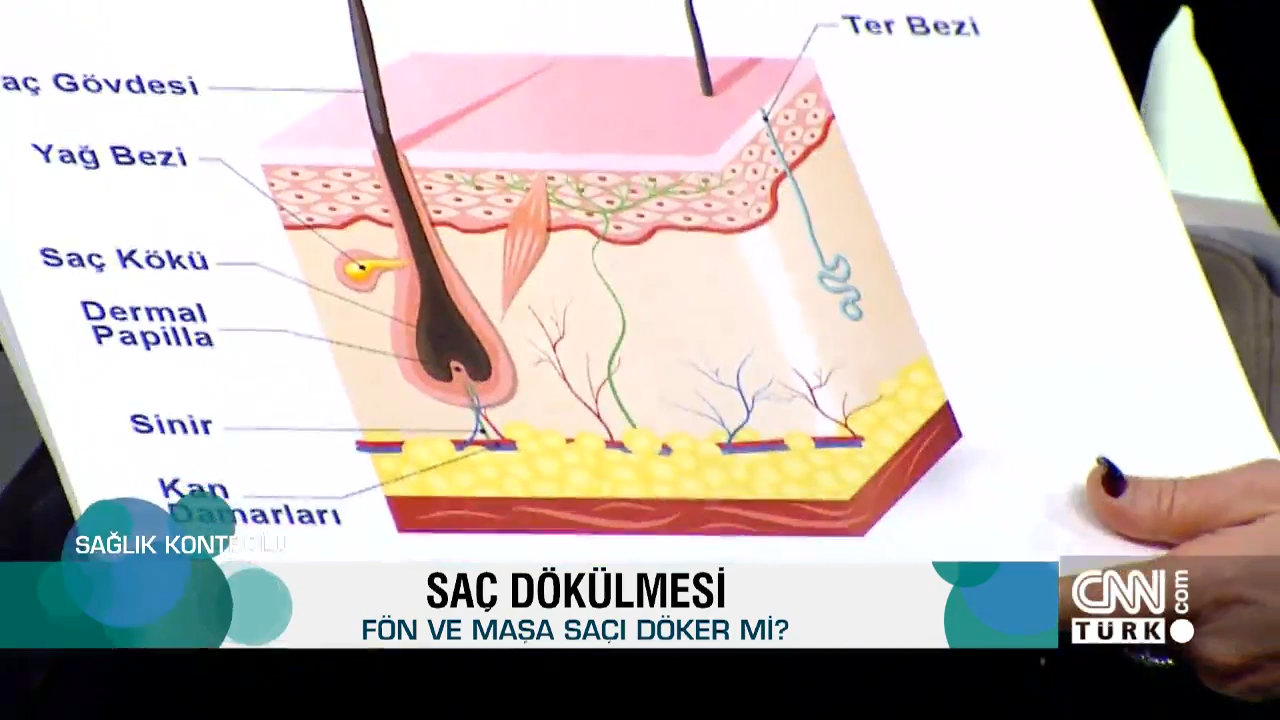 Ter Bezi
aç Gövdesi
Yağ Bezi
Saç Kökü
Dermal
Papilla
Sinir
Kan
Damarları
SAĞLIK KONTROLÜ
SAÇ DÖKÜLMESİ
FÖN VE MAŞA SAÇI DÖKER Mİ?
CNN
TÜRK
.com